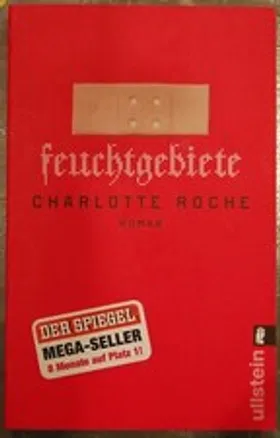 feuchtgebiete
CHARLOTTE ROCHE
ROMAN
DER SPIEGEL
MEGA-SELLER
8 Monate auf Platz 1!
ullstein